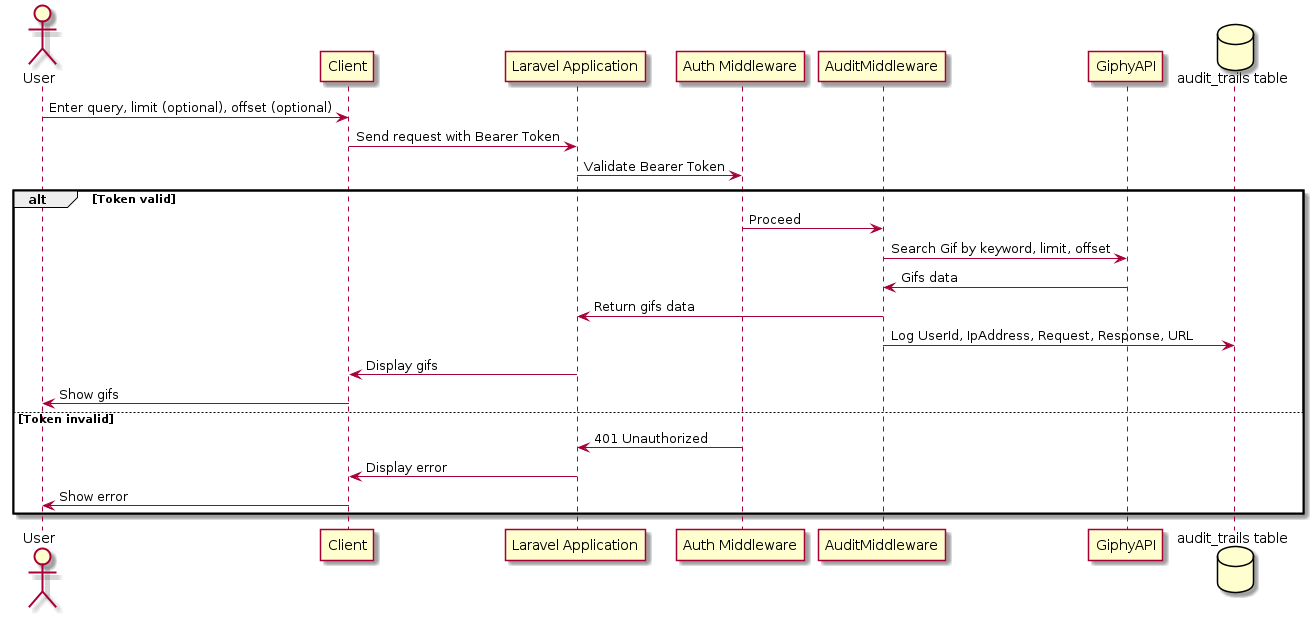 User
Client
Laravel Application
Auth Middleware
AuditMiddleware
GiphyAPI
audit_trails table
Enter query, limit (optional), offset (optional)
Send request with Bearer Token
Validate Bearer Token
alt
[Token valid]
Proceed
Search Gif by keyword, limit, offset
Gifs data
Return gifs data
Log UserId, IpAddress, Request, Response, URL
Display gifs
Show gifs
[Token invalid]
401 Unauthorized
Display error
Show error
User
Client
Laravel Application
Auth Middleware
AuditMiddleware
GiphyAPI
audit_trails table